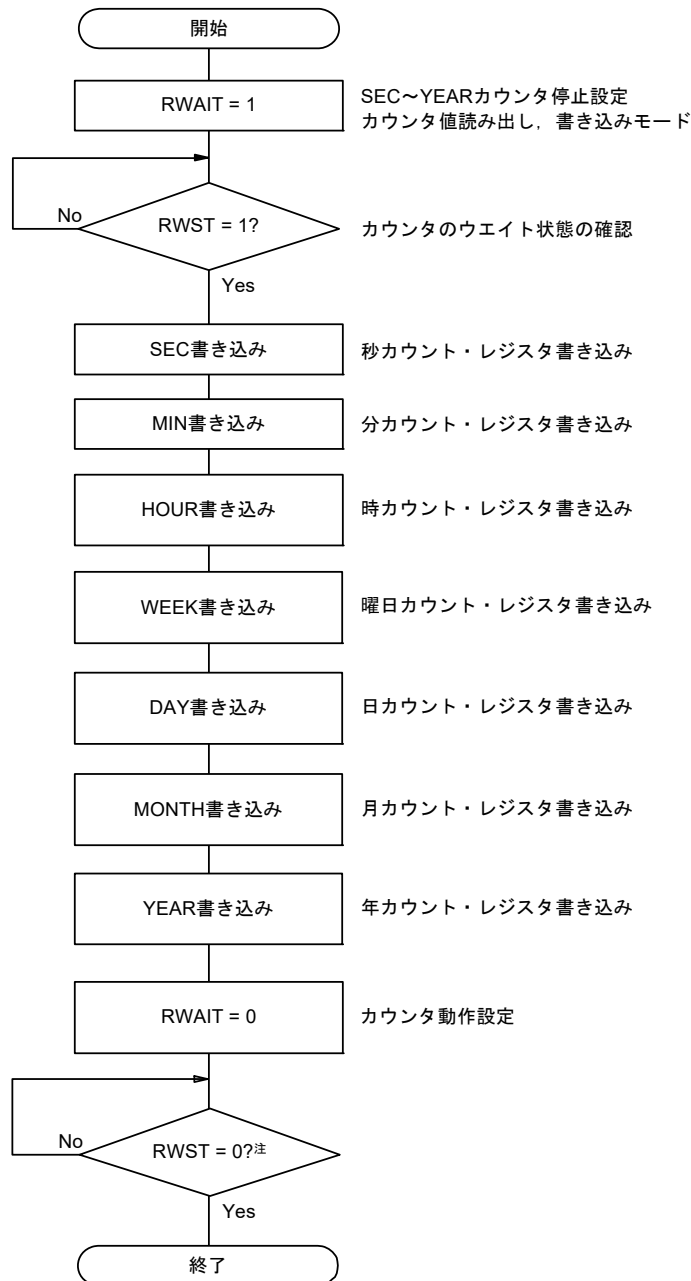 開始
RWAIT = 1
SEC～YEARカウンタ停止設定
カウンタ値読み出し，書き込みモード
No
RWST = 1?
カウンタのウエイト状態の確認
Yes
SEC書き込み
秒カウント・レジスタ書き込み
MIN書き込み
分カウント・レジスタ書き込み
HOUR書き込み
時カウント・レジスタ書き込み
WEEK書き込み
曜日カウント・レジスタ書き込み
DAY書き込み
日カウント・レジスタ書き込み
MONTH書き込み
月カウント・レジスタ書き込み
YEAR書き込み
年カウント・レジスタ書き込み
RWAIT = 0
カウンタ動作設定
No
RWST = 0?注
Yes
終了